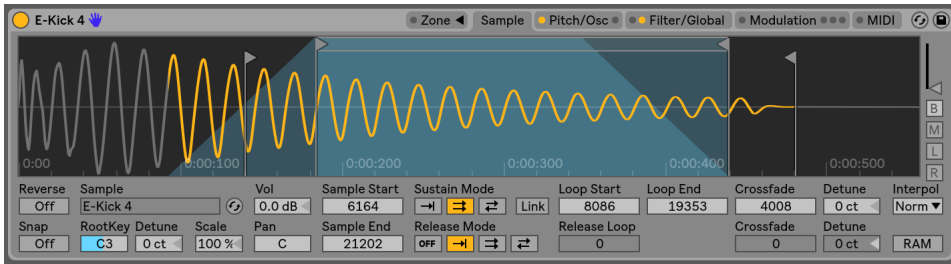 E-Kick 4 Zone Sample Pitch/Osc Filter/Global Modulation MIDI
0:00 0:00:100 0:00:200 0:00:300 0:00:400 0:00:500
B
M
L
R
Reverse Sample Vol Sample Start Sustain Mode Loop Start Loop End Crossfade Detune Interpol
Off E-Kick 4 0.0 dB 6164 Link 8086 19353 4008 0 ct Norm
Snap RootKey Detune Scale Pan Sample End Release Mode Release Loop Crossfade Detune
Off C3 0 ct 100 % C 21202 OFF 0 0 0 ct RAM